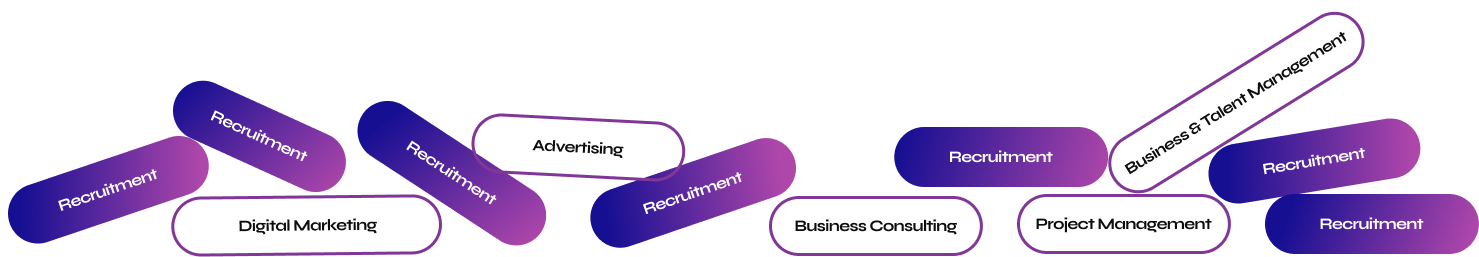 Recruitment
Recruitment
Digital Marketing
Recruitment
Advertising
Recruitment
Business Consulting
Recruitment
Project Management
Business & Talent Management
Recruitment
Recruitment